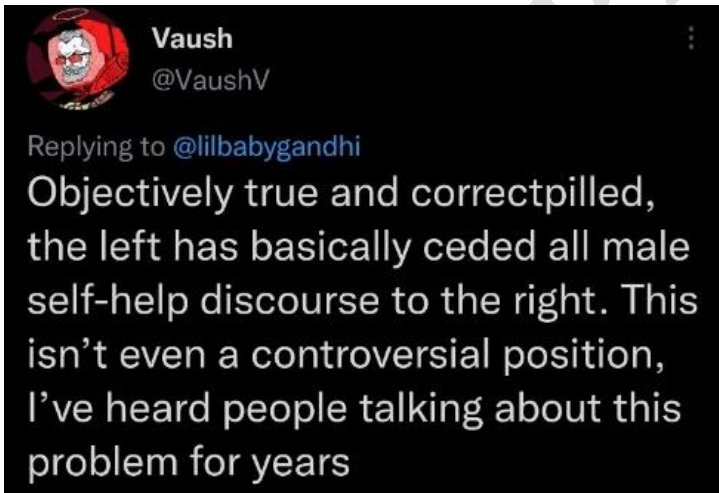 Vaush
@VaushV
Replying to @lilbabygandhi
Objectively true and correctpilled,
the left has basically ceded all male
self-help discourse to the right. This
isn’t even a controversial position,
I’ve heard people talking about this
problem for years